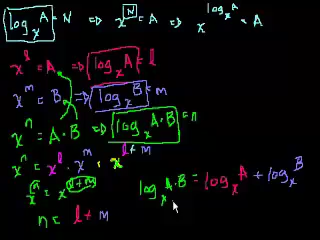 log_x A = N ⇒ x^N = A ⇒ x^(log_x A) = A
x^l = A ⇒ log_x A = l
x^m = B ⇒ log_x B = m
x^n = A · B ⇒ log_x A · B = n
x^n = x^l · x^m = x^(l + m)
x^n = x^(l+m)
log_x A · B = log_x A + log_x B
n = l + m